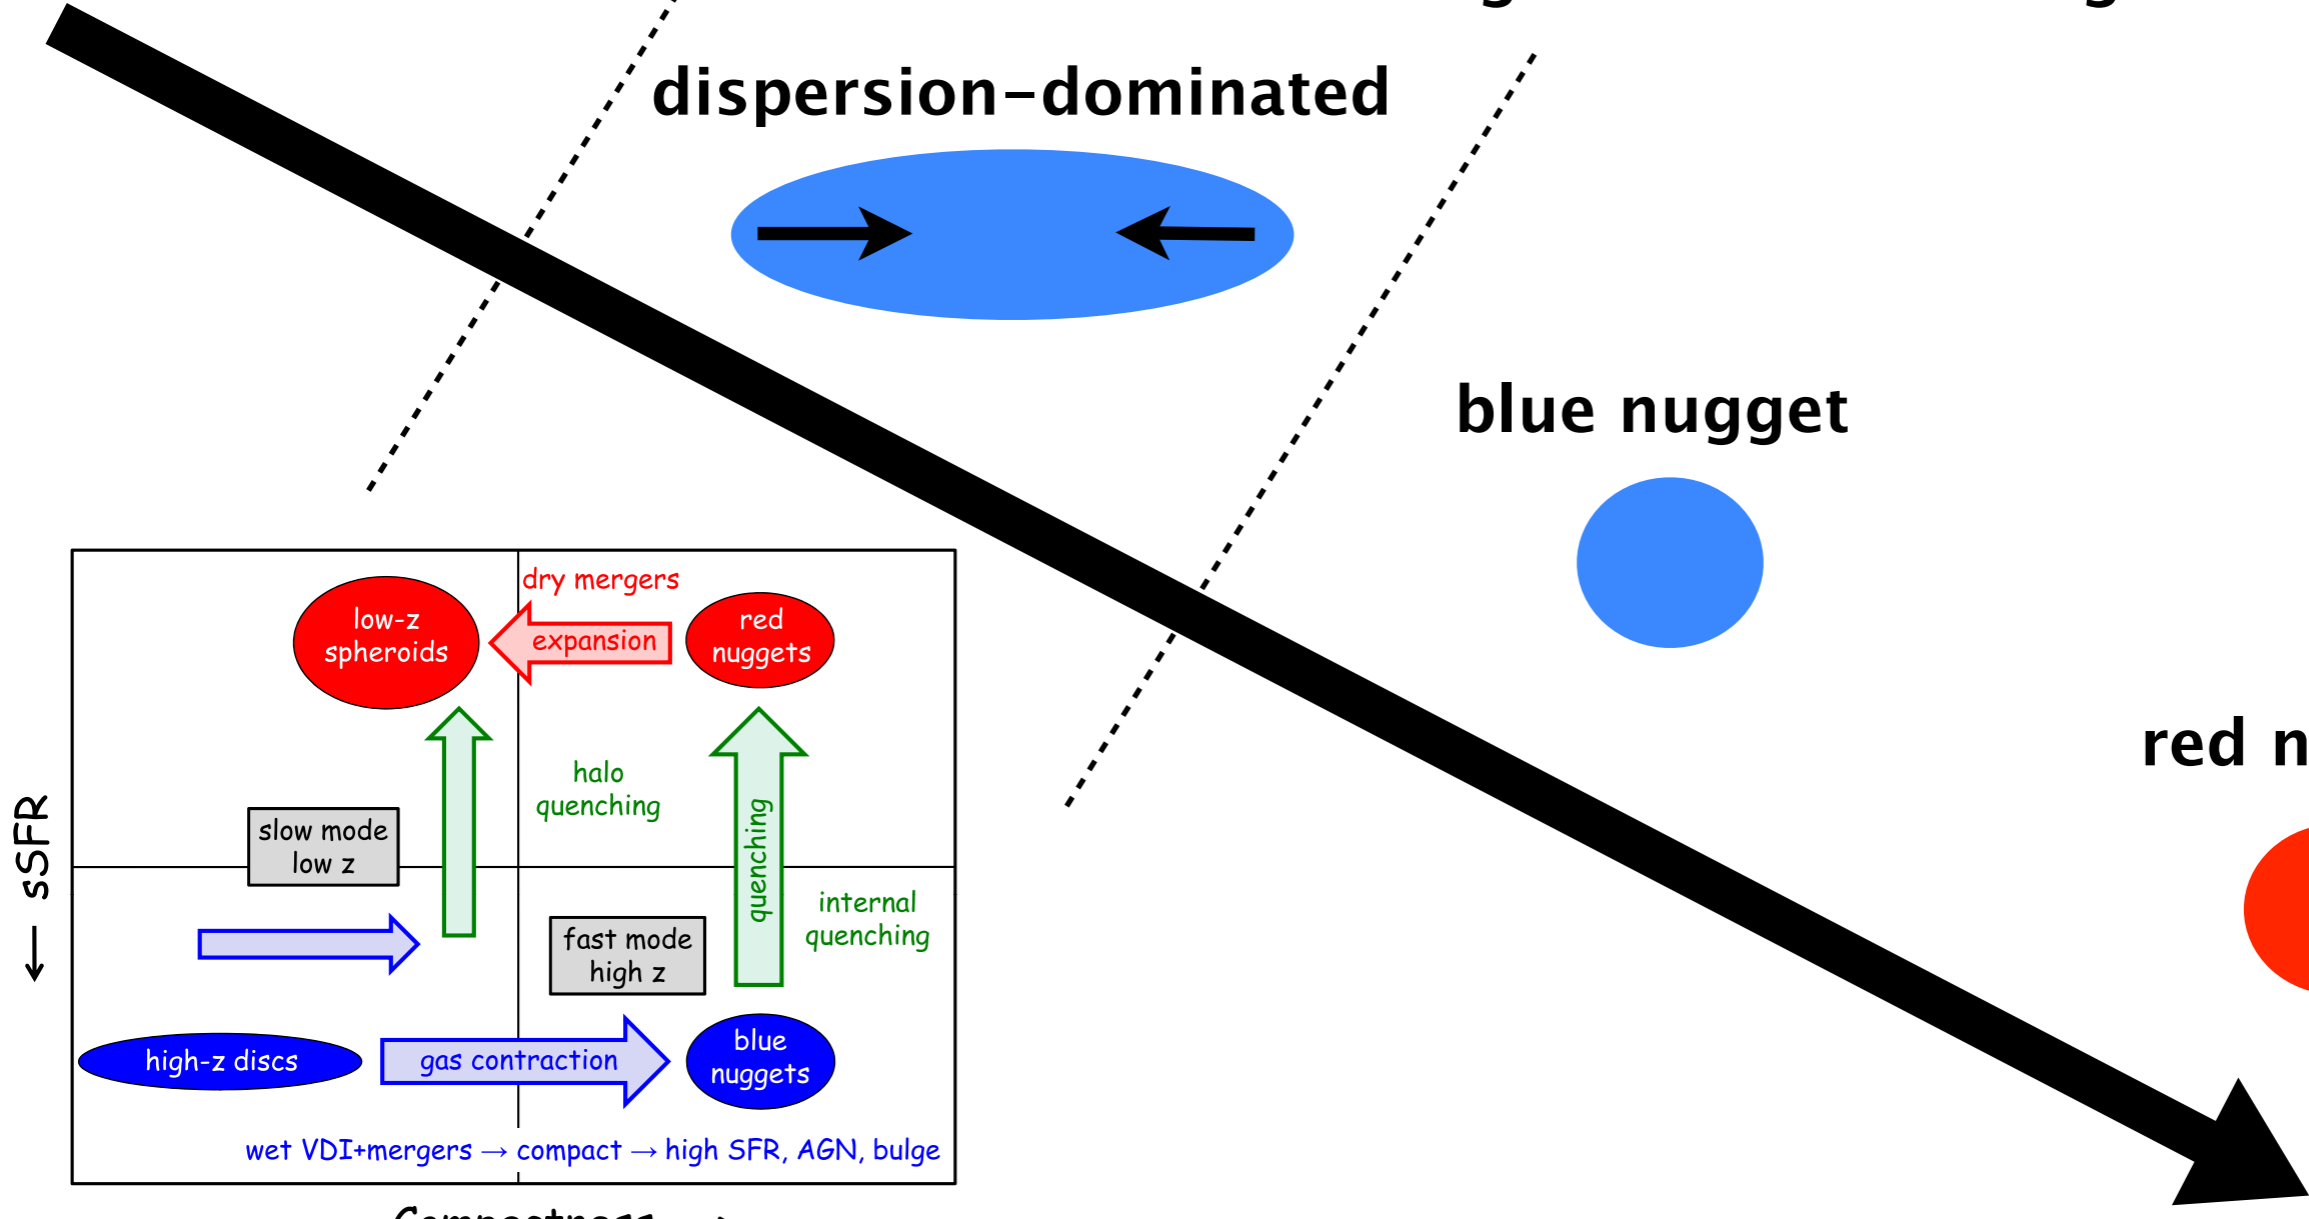 dispersion-dominated
blue nugget
red n
dry mergers
low-z
spheroids
expansion
red
nuggets
halo
quenching
quenching
slow mode
low z
← sSFR
internal
quenching
fast mode
high z
high-z discs
gas contraction
blue
nuggets
wet VDI+mergers → compact → high SFR, AGN, bulge